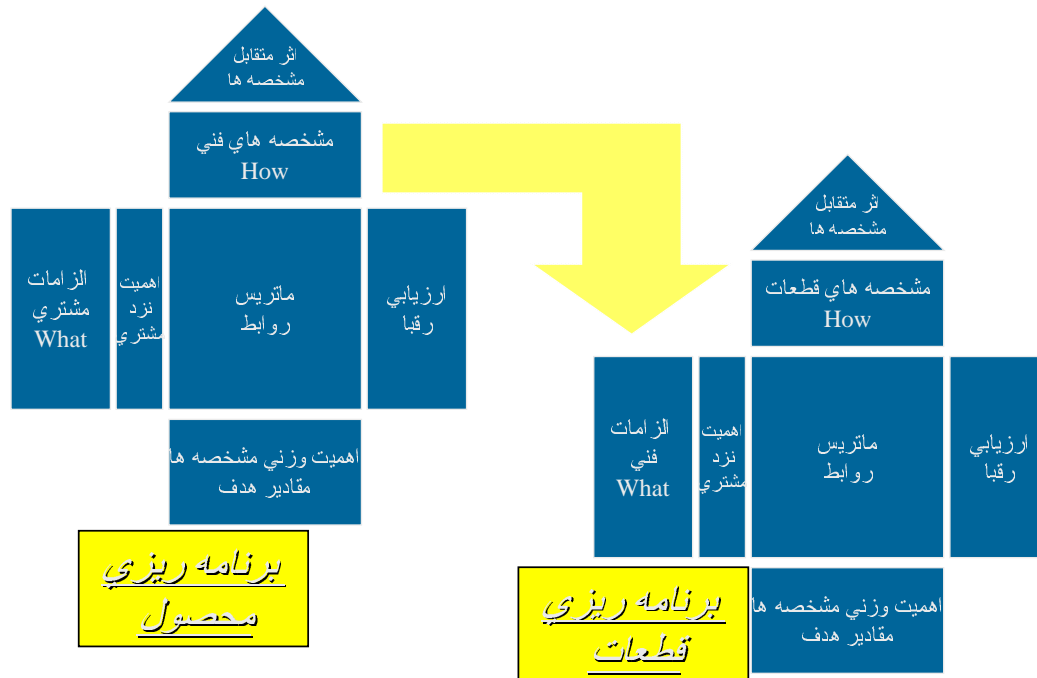 اثر متقابل
مشخصه ها
مشخصه هاي فني
How
الزامات
مشتري
What
اهميت
نزد
مشتري
ماتريس
روابط
ارزيابي
رقبا
اهميت وزني مشخصه ها
مقادير هدف
برنامه ريزي
محصول
اثر متقابل
مشخصه ها
مشخصه هاي قطعات
How
الزامات
فني
What
اهميت
نزد
مشتري
ماتريس
روابط
ارزيابي
رقبا
اهميت وزني مشخصه ها
مقادير هدف
برنامه ريزي
قطعات